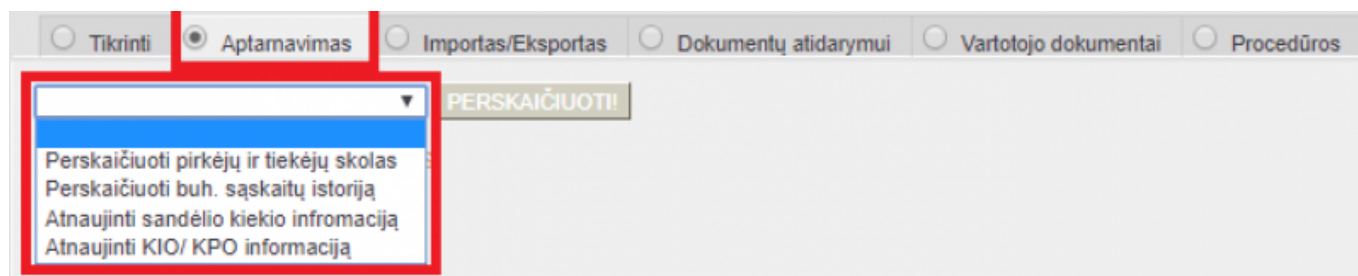 Tikrinti Aptarnavimas Importas/Eksportas Dokumentų atidarymui Vartotojo dokumentai Procedūros
PERSKAIČIUOTI!
Perskaičiuoti pirkėjų ir tiekėjų skolas
Perskaičiuoti buh. sąskaitų istoriją
Atnaujinti sandėlio kiekio infromaciją
Atnaujinti KIO/ KPO informaciją